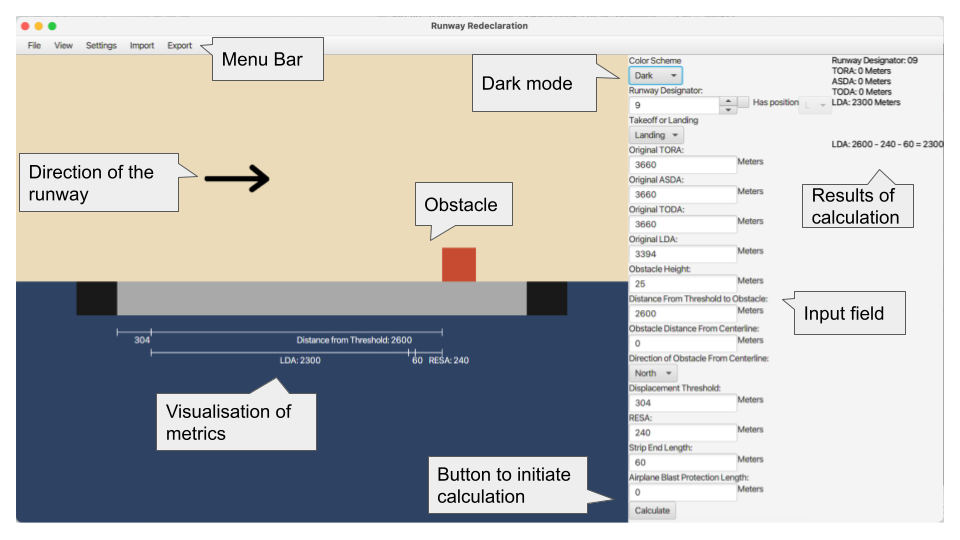 Runway Redeclaration
File View Settings Import Export
Menu Bar
Dark mode
Direction of the
runway
Obstacle
304
Distance from Threshold: 2600
LDA: 2300
60
RESA: 240
Visualisation of
metrics
Button to initiate
calculation
Color Scheme
Dark
Runway Designator:
9
Has position
Takeoff or Landing
Landing
Original TORA:
3660 Meters
Original ASDA:
3660 Meters
Original TODA:
3660 Meters
Original LDA:
3394 Meters
Obstacle Height:
25 Meters
Distance From Threshold to Obstacle:
2600 Meters
Obstacle Distance From Centerline:
0 Meters
Direction of Obstacle From Centerline:
North
Displacement Threshold:
304 Meters
RESA:
240 Meters
Strip End Length:
60 Meters
Airplane Blast Protection Length:
0 Meters
Calculate
Runway Designator: 09
TORA: 0 Meters
ASDA: 0 Meters
TODA: 0 Meters
LDA: 2300 Meters
LDA: 2600 - 240 - 60 = 2300
Results of
calculation
Input field